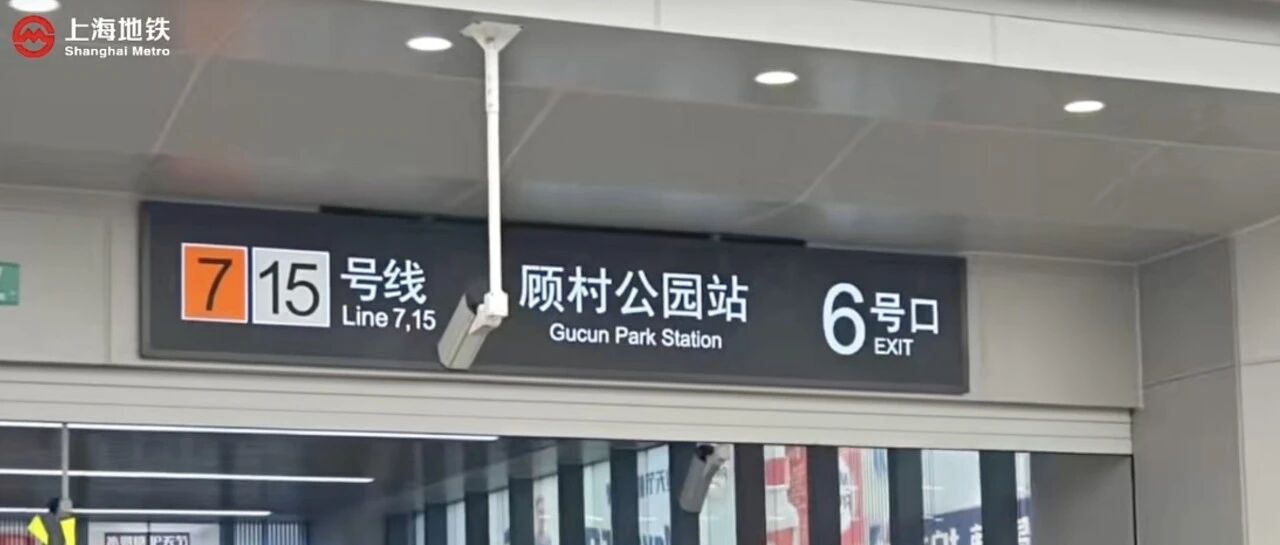 上海地铁
Shanghai Metro
7 15 号线
Line 7,15
顾村公园站
Gucun Park Station
6号口
EXIT